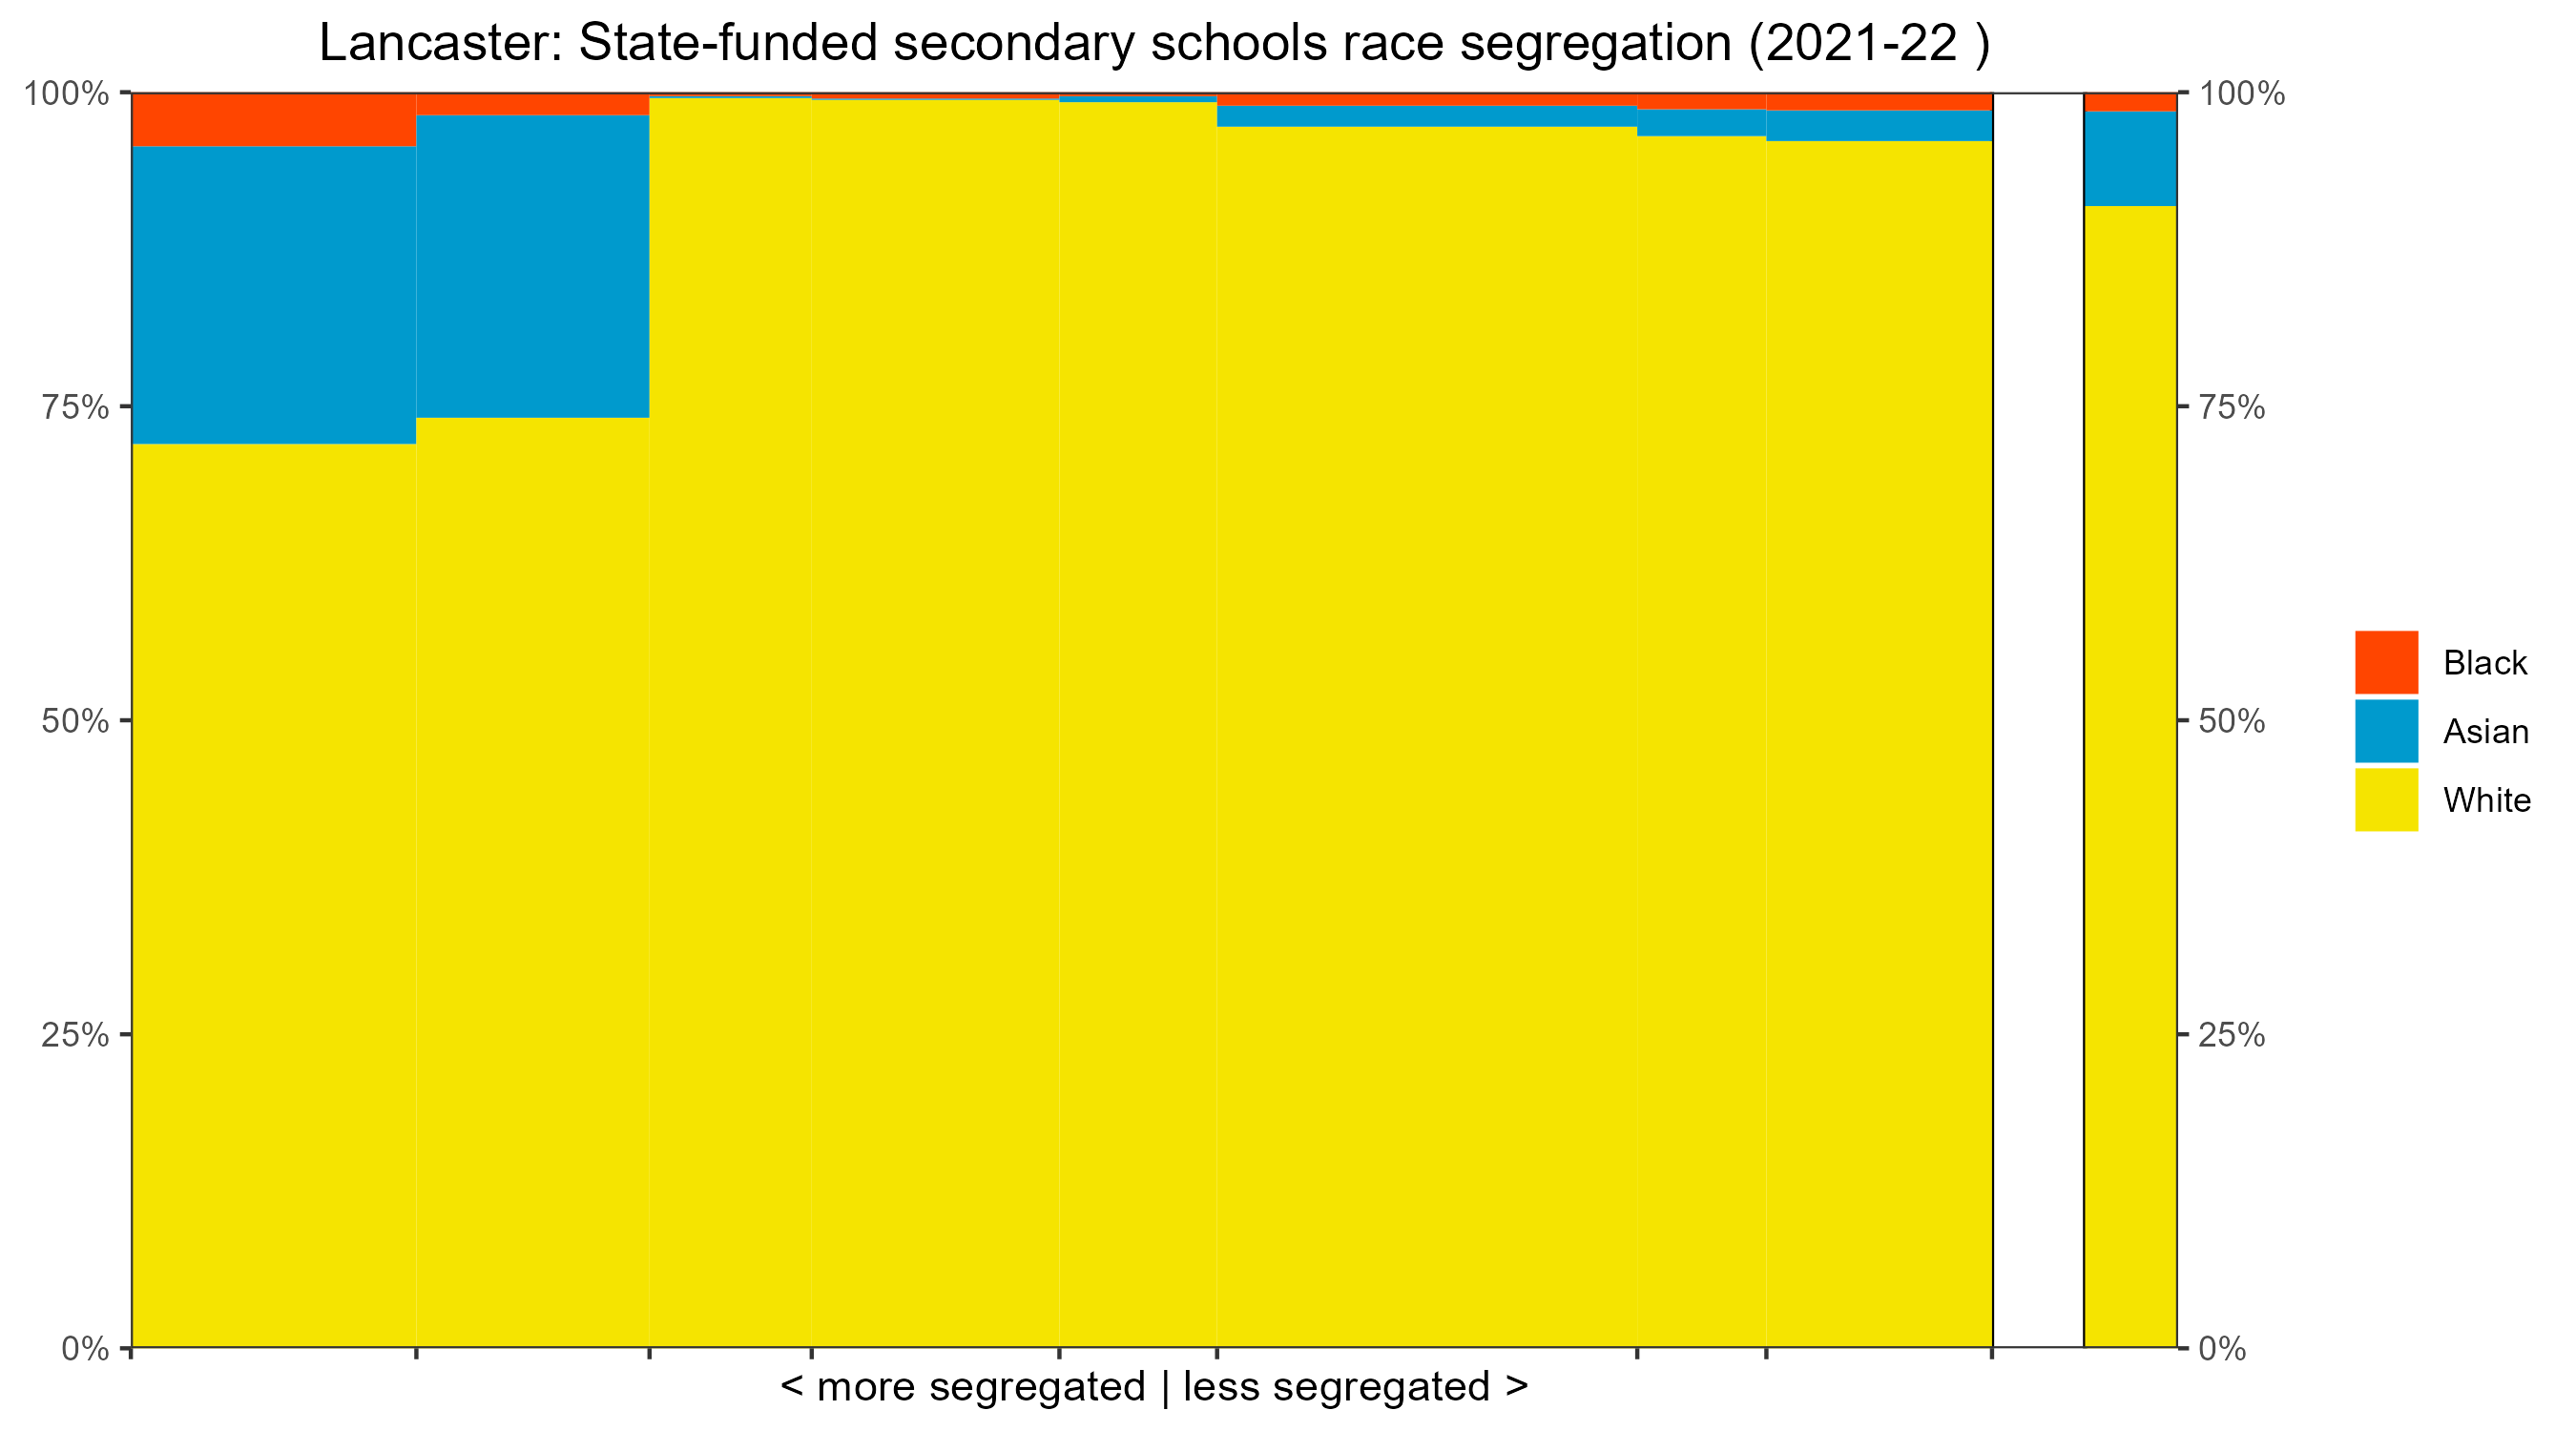 Lancaster: State-funded secondary schools race segregation (2021-22 )
100%
75%
50%
25%
0%
100%
75%
50%
25%
0%
Black
Asian
White
< more segregated | less segregated >